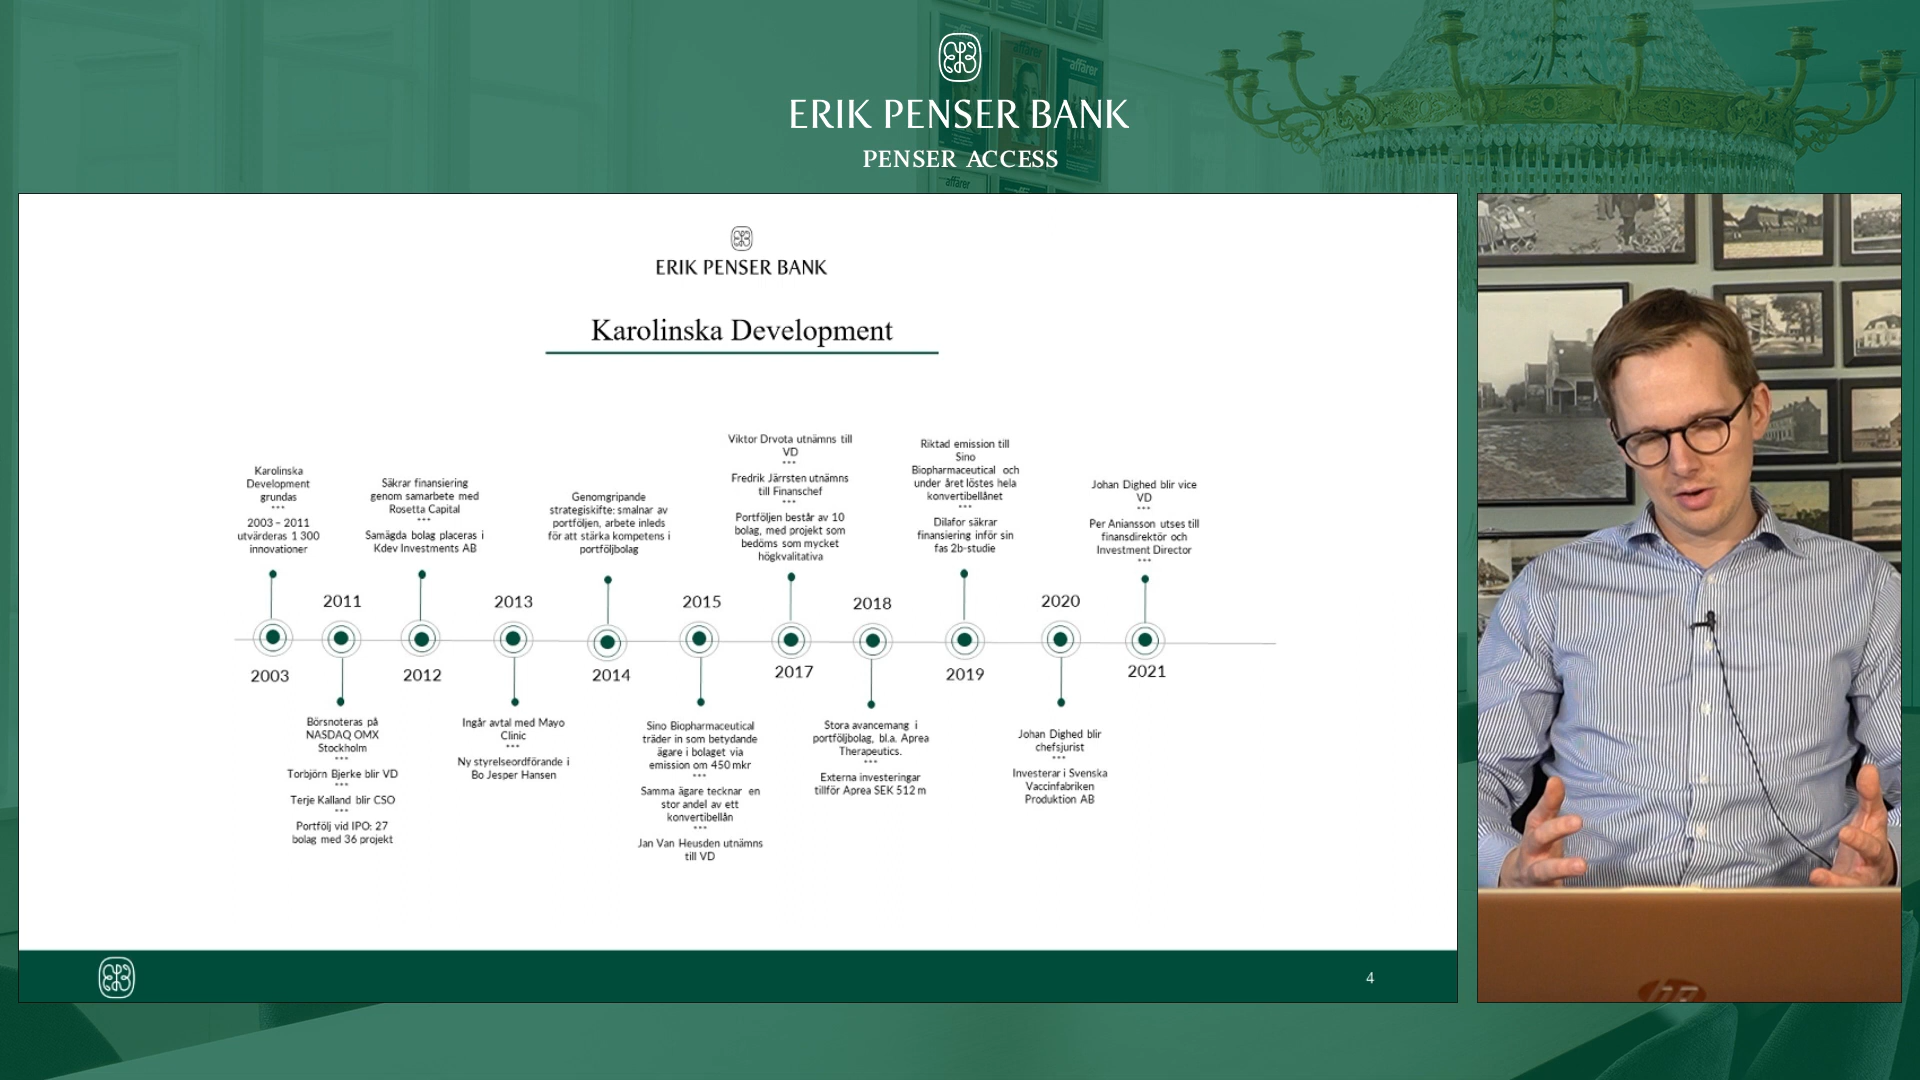 affärer
affärer
affärer
ERIK PENSER BANK
PENSER ACCESS
ERIK PENSER BANK
Karolinska Development
Karolinska
Development
grundas
***
2003 – 2011
utvärderas 1 300
innovationer
Säkrar finansiering
genom samarbete med
Rosetta Capital
***
Samägda bolag placeras i
Kdev Investments AB
Genomgripande
strategiskifte: smalnar av
portföljen, arbete inleds
för att stärka kompetens i
portföljbolag
Viktor Drvota utnämns till
VD
***
Fredrik Järrsten utnämns
till Finanschef
***
Portföljen består av 10
bolag, med projekt som
bedöms som mycket
högkvalitativa
Riktad emission till
Sino
Biopharmaceutical och
under året löstes hela
konvertibellånet
***
Dilafor säkrar
finansiering inför sin
fas 2b-studie
Johan Dighed blir vice
VD
***
Per Aniansson utses till
finansdirektör och
Investment Director
***
2011
2013
2015
2018
2020
2003
2012
2014
2017
2019
2021
Börsnoteras på
NASDAQ OMX
Stockholm
***
Torbjörn Bjerke blir VD
***
Terje Kalland blir CSO
***
Portfölj vid IPO: 27
bolag med 36 projekt
Ingår avtal med Mayo
Clinic
***
Ny styrelseordförande i
Bo Jesper Hansen
Sino Biopharmaceutical
träder in som betydande
ägare i bolaget via
emission om 450 mkr
***
Samma ägare tecknar en
stor andel av ett
konvertibellån
***
Jan Van Heusden utnämns
till VD
Stora avancemang i
portföljbolag, bl.a. Aprea
Therapeutics.
***
Externa investeringar
tillför Aprea SEK 512 m
Johan Dighed blir
chefsjurist
***
Investerar i Svenska
Vaccinfabriken
Produktion AB
4
hp